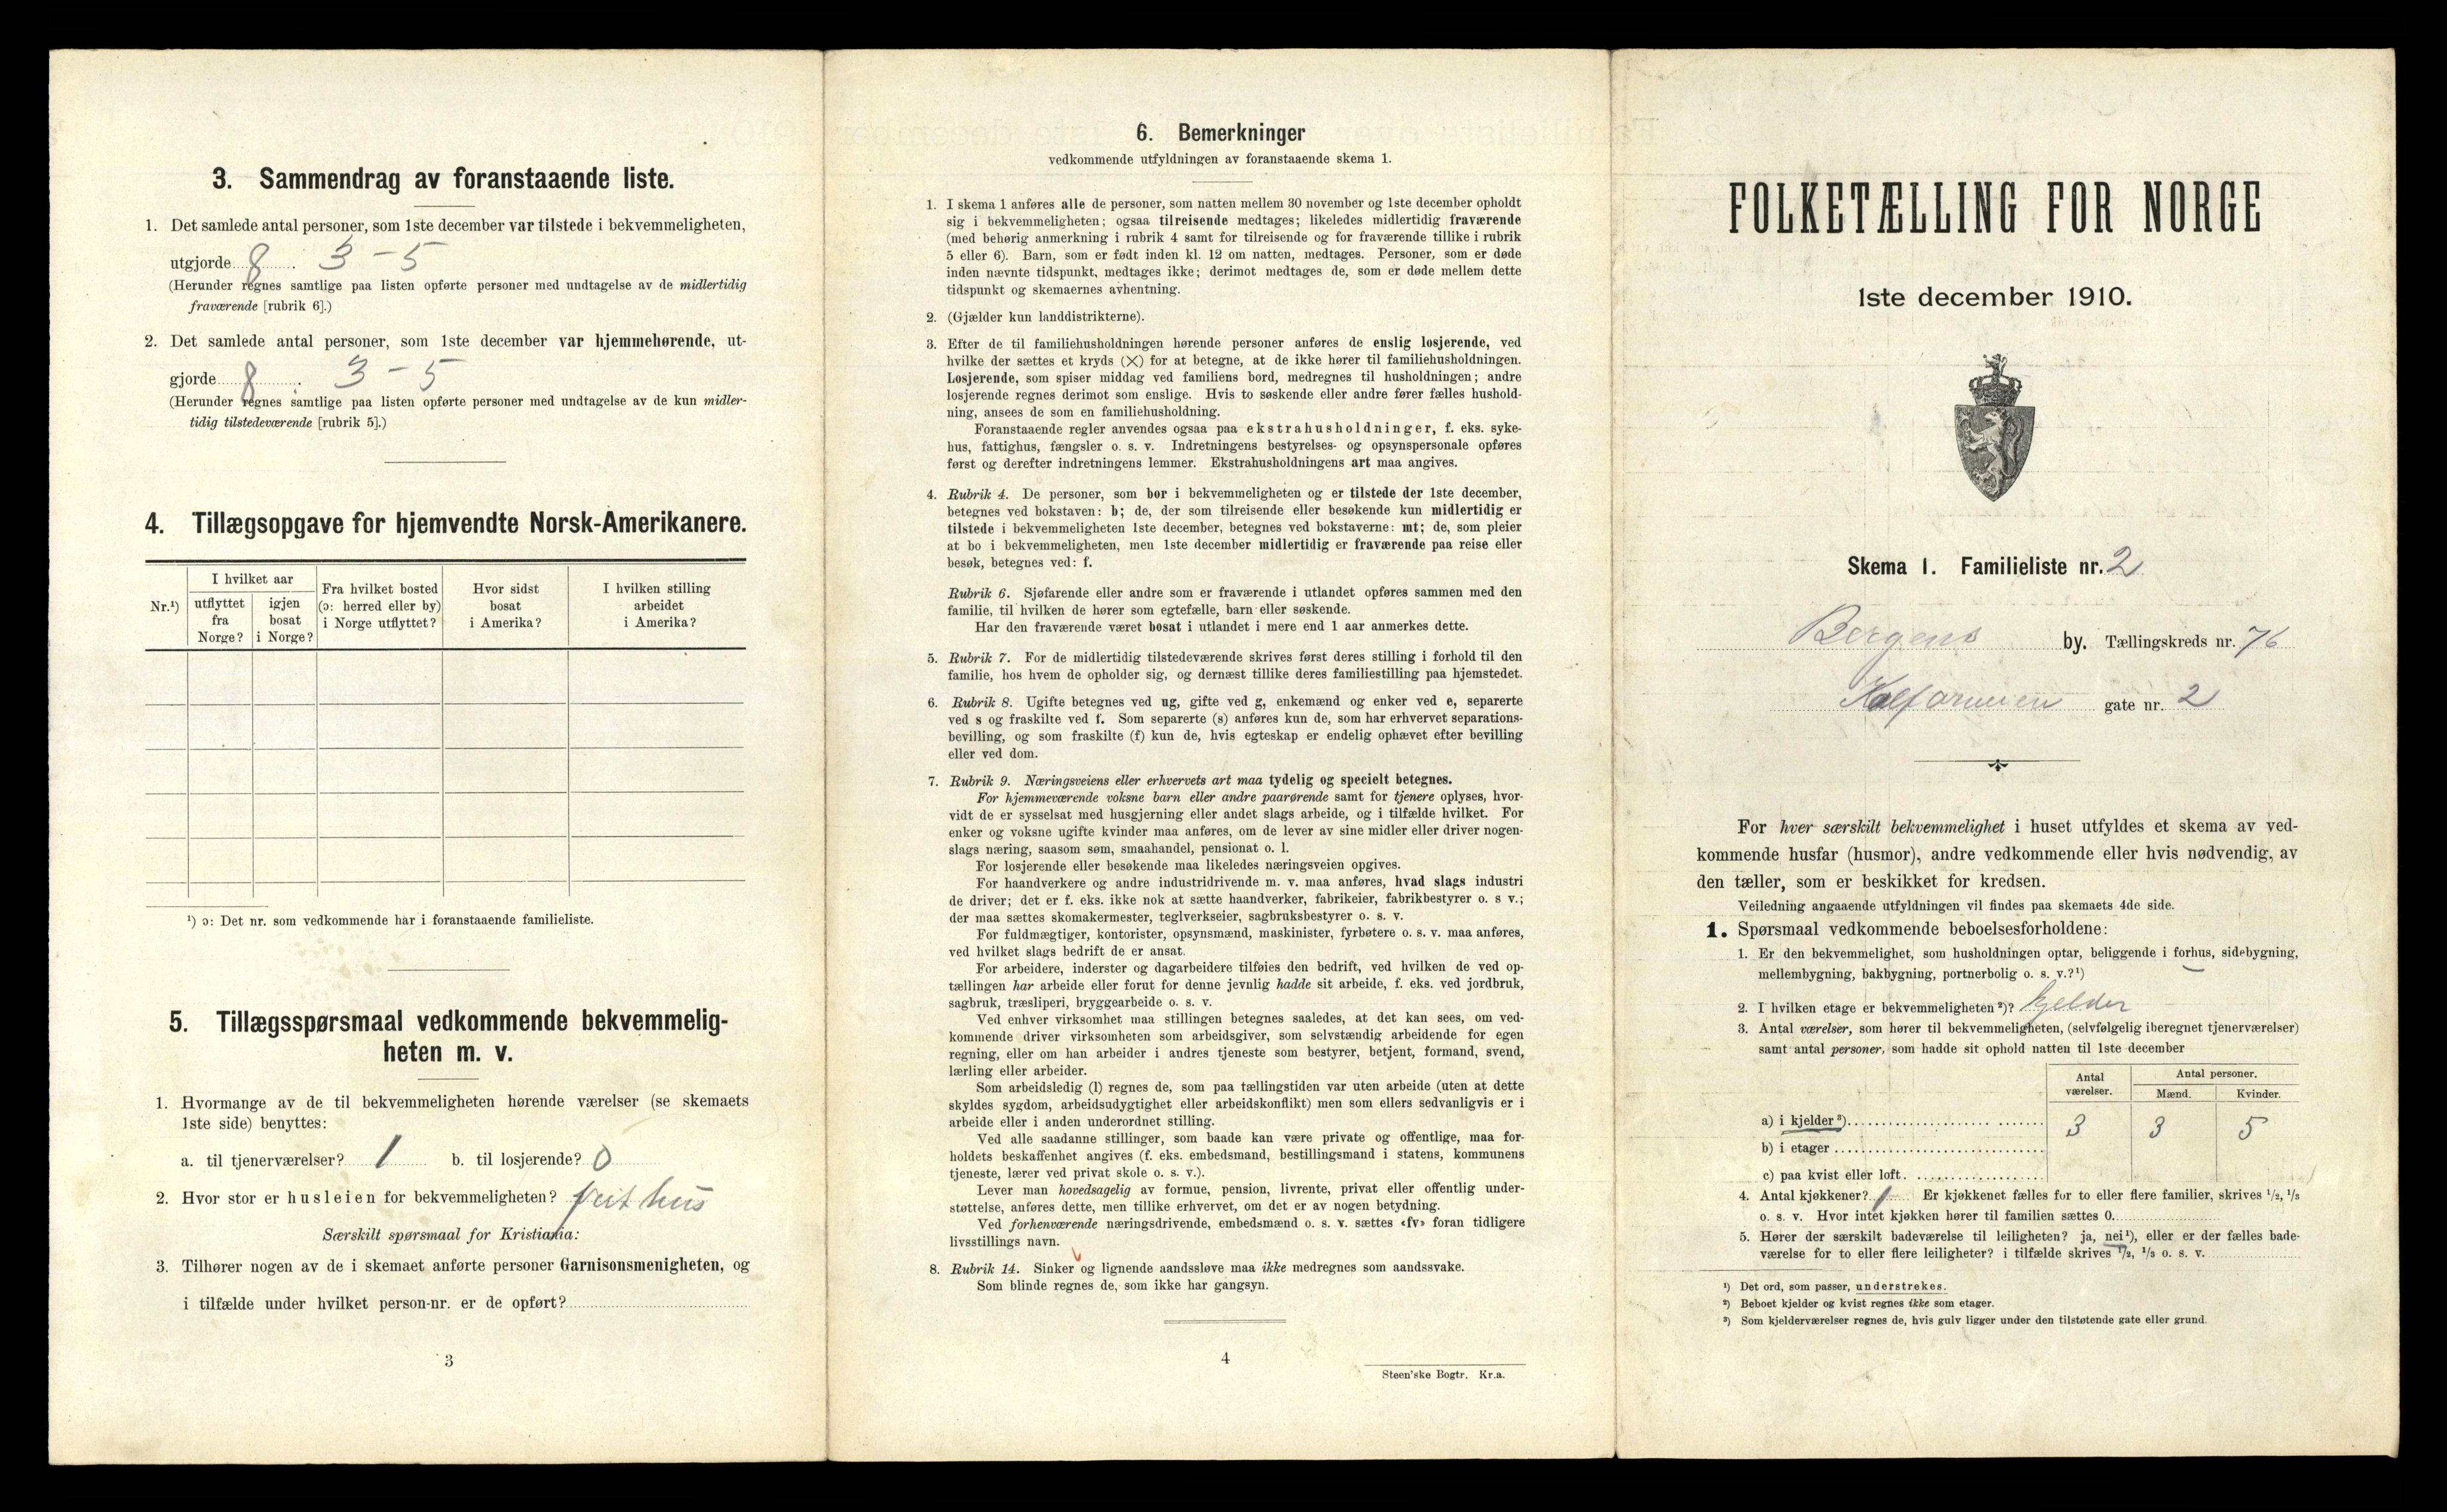 3. Sammendrag av foranstaaende liste.
1. Det samlede antal personer, som 1ste december var tilstede i bekvemmeligheten,
utgjorde 8 . 3 – 5
(Herunder regnes samtlige paa listen opførte personer med undtagelse av de midlertidig
fraværende [rubrik 6].)
2. Det samlede antal personer, som 1ste december var hjemmehørende, ut-
gjorde 8 . 3 – 5
(Herunder regnes samtlige paa listen opførte personer med undtagelse av de kun midler-
tidig tilstedeværende [rubrik 5].)
4. Tillægsopgave for hjemvendte Norsk-Amerikanere.
Nr.¹)
I hvilket aar
utflyttet
fra
Norge?
igjen
bosat
i Norge?
Fra hvilket bosted
(ɔ: herred eller by)
i Norge utflyttet?
Hvor sidst
bosat
i Amerika?
I hvilken stilling
arbeidet
i Amerika?
¹) ɔ: Det nr. som vedkommende har i foranstaaende familieliste.
5. Tillægsspørsmaal vedkommende bekvemmelig-
heten m. v.
1. Hvormange av de til bekvemmeligheten hørende værelser (se skemaets
1ste side) benyttes:
a. til tjenerværelser? 1 b. til losjerende? 0
2. Hvor stor er husleien for bekvemmeligheten? frit hus
Særskilt spørsmaal for Kristiania:
3. Tilhører nogen av de i skemaet anførte personer Garnisonsmenigheten, og
i tilfælde under hvilket person-nr. er de opført?
3
6. Bemerkninger
vedkommende utfyldningen av foranstaaende skema 1.
1. I skema 1 anføres alle de personer, som natten mellem 30 november og 1ste december opholdt
sig i bekvemmeligheten; ogsaa tilreisende medtages; likeledes midlertidig fraværende
(med behørig anmerkning i rubrik 4 samt for tilreisende og for fraværende tillike i rubrik
5 eller 6). Barn, som er født inden kl. 12 om natten, medtages. Personer, som er døde
inden nævnte tidspunkt, medtages ikke; derimot medtages de, som er døde mellem dette
tidspunkt og skemaernes avhentning.
2. (Gjælder kun landdistrikterne).
3. Efter de til familiehusholdningen hørende personer anføres de enslig losjerende, ved
hvilke der sættes et kryds (×) for at betegne, at de ikke hører til familiehusholdningen.
Losjerende, som spiser middag ved familiens bord, medregnes til husholdningen; andre
losjerende regnes derimot som enslige. Hvis to søskende eller andre fører fælles hushold-
ning, ansees de som en familiehusholdning.
Foranstaaende regler anvendes ogsaa paa ekstrahusholdninger, f. eks. syke-
hus, fattighus, fængsler o. s. v. Indretningens bestyrelses- og opsynspersonale opføres
først og derefter indretningens lemmer. Ekstrahusholdningens art maa angives.
4. Rubrik 4. De personer, som bor i bekvemmeligheten og er tilstede der 1ste december,
betegnes ved bokstaven: b; de, der som tilreisende eller besøkende kun midlertidig er
tilstede i bekvemmeligheten 1ste december, betegnes ved bokstaverne: mt; de, som pleier
at bo i bekvemmeligheten, men 1ste december midlertidig er fraværende paa reise eller
besøk, betegnes ved: f.
Rubrik 6. Sjøfarende eller andre som er fraværende i utlandet opføres sammen med den
familie, til hvilken de hører som egtefælle, barn eller søskende.
Har den fraværende været bosat i utlandet i mere end 1 aar anmerkes dette.
5. Rubrik 7. For de midlertidig tilstedeværende skrives først deres stilling i forhold til den
familie, hos hvem de opholder sig, og dernæst tillike deres familiestilling paa hjemstedet.
6. Rubrik 8. Ugifte betegnes ved ug, gifte ved g, enkemænd og enker ved e, separerte
ved s og fraskilte ved f. Som separerte (s) anføres kun de, som har erhvervet separations-
bevilling, og som fraskilte (f) kun de, hvis egteskap er endelig ophævet efter bevilling
eller ved dom.
7. Rubrik 9. Næringsveiens eller erhvervets art maa tydelig og specielt betegnes.
For hjemmeværende voksne barn eller andre paarørende samt for tjenere oplyses, hvor-
vidt de er sysselsat med husgjerning eller andet slags arbeide, og i tilfælde hvilket. For
enker og voksne ugifte kvinder maa anføres, om de lever av sine midler eller driver nogen-
slags næring, saasom søm, smaahandel, pensionat o. l.
For losjerende eller besøkende maa likeledes næringsveien opgives.
For haandverkere og andre industridrivende m. v. maa anføres, hvad slags industri
de driver; det er f. eks. ikke nok at sætte haandverker, fabrikeier, fabrikbestyrer o. s v.;
der maa sættes skomakermester, teglverkseier, sagbruksbestyrer o. s. v.
For fuldmægtiger, kontorister, opsynsmænd, maskinister, fyrbøtere o. s. v. maa anføres,
ved hvilket slags bedrift de er ansat.
For arbeidere, inderster og dagarbeidere tilføies den bedrift, ved hvilken de ved op-
tællingen har arbeide eller forut for denne jevnlig hadde sit arbeide, f. eks. ved jordbruk,
sagbruk, træsliperi, bryggearbeide o. s. v.
Ved enhver virksomhet maa stillingen betegnes saaledes, at det kan sees, om ved-
kommende driver virksomheten som arbeidsgiver, som selvstændig arbeidende for egen
regning, eller om han arbeider i andres tjeneste som bestyrer, betjent, formand, svend,
lærling eller arbeider.
Som arbeidsledig (l) regnes de, som paa tællingstiden var uten arbeide (uten at dette
skyldes sygdom, arbeidsudygtighet eller arbeidskonflikt) men som ellers sedvanligvis er i
arbeide eller i anden underordnet stilling.
Ved alle saadanne stillinger, som baade kan være private og offentlige, maa for-
holdets beskaffenhet angives (f. eks. embedsmand, bestillingsmand i statens, kommunens
tjeneste, lærer ved privat skole o. s. v.).
Lever man hovedsagelig av formue, pension, livrente, privat eller offentlig under-
støttelse, anføres dette, men tillike erhvervet, om det er av nogen betydning.
Ved forhenværende næringsdrivende, embedsmænd o. s. v. sættes «fv» foran tidligere
livsstillings navn.
8. Rubrik 14. Sinker og lignende aandssløve maa ikke medregnes som aandssvake.
Som blinde regnes de, som ikke har gangsyn.
4
Steen'ske Bogtr. Kr.a.
FOLKETÆLLING FOR NORGE
1ste december 1910.
Skema 1. Familieliste nr. 2
Bergens by. Tællingskreds nr. 76
Kalfarveien gate nr. 2
For hver særskilt bekvemmelighet i huset utfyldes et skema av ved-
kommende husfar (husmor), andre vedkommende eller hvis nødvendig, av
den tæller, som er beskikket for kredsen.
Veiledning angaaende utfyldningen vil findes paa skemaets 4de side.
1. Spørsmaal vedkommende beboelsesforholdene:
1. Er den bekvemmelighet, som husholdningen optar, beliggende i forhus, sidebygning,
mellembygning, bakbygning, portnerbolig o. s. v.?¹)
2. I hvilken etage er bekvemmeligheten²)? Kjelder
3. Antal værelser, som hører til bekvemmeligheten, (selvfølgelig iberegnet tjenerværelser)
samt antal personer, som hadde sit ophold natten til 1ste december
Antal
værelser.
Antal personer.
Mænd. Kvinder.
a) i kjelder³) 3 3 5
b) i etager
c) paa kvist eller loft.
4. Antal kjøkkener? 1 Er kjøkkenet fælles for to eller flere familier, skrives 1/2, 1/3
o. s. v. Hvor intet kjøkken hører til familien sættes 0.
5. Hører der særskilt badeværelse til leiligheten? ja, nei¹), eller er der fælles bade-
værelse for to eller flere leiligheter? i tilfælde skrives 1/2, 1/3 o. s. v.
¹) Det ord, som passer, understrekes.
²) Beboet kjelder og kvist regnes ikke som etager.
³) Som kjelderværelser regnes de, hvis gulv ligger under den tilstøtende gate eller grund.